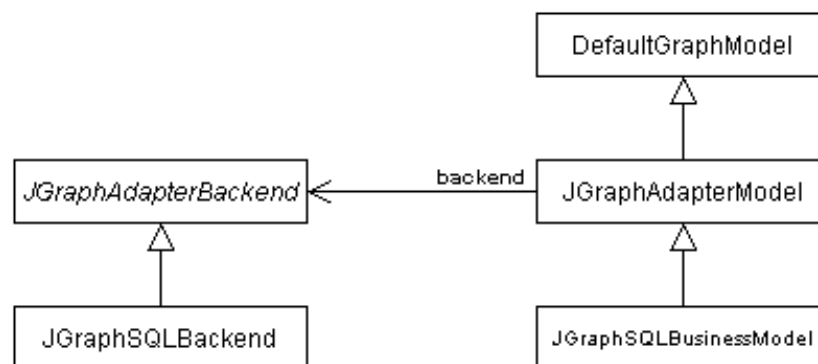 DefaultGraphModel
JGraphAdapterBackend
backend
JGraphAdapterModel
JGraphSQLBackend
JGraphSQLBusinessModel